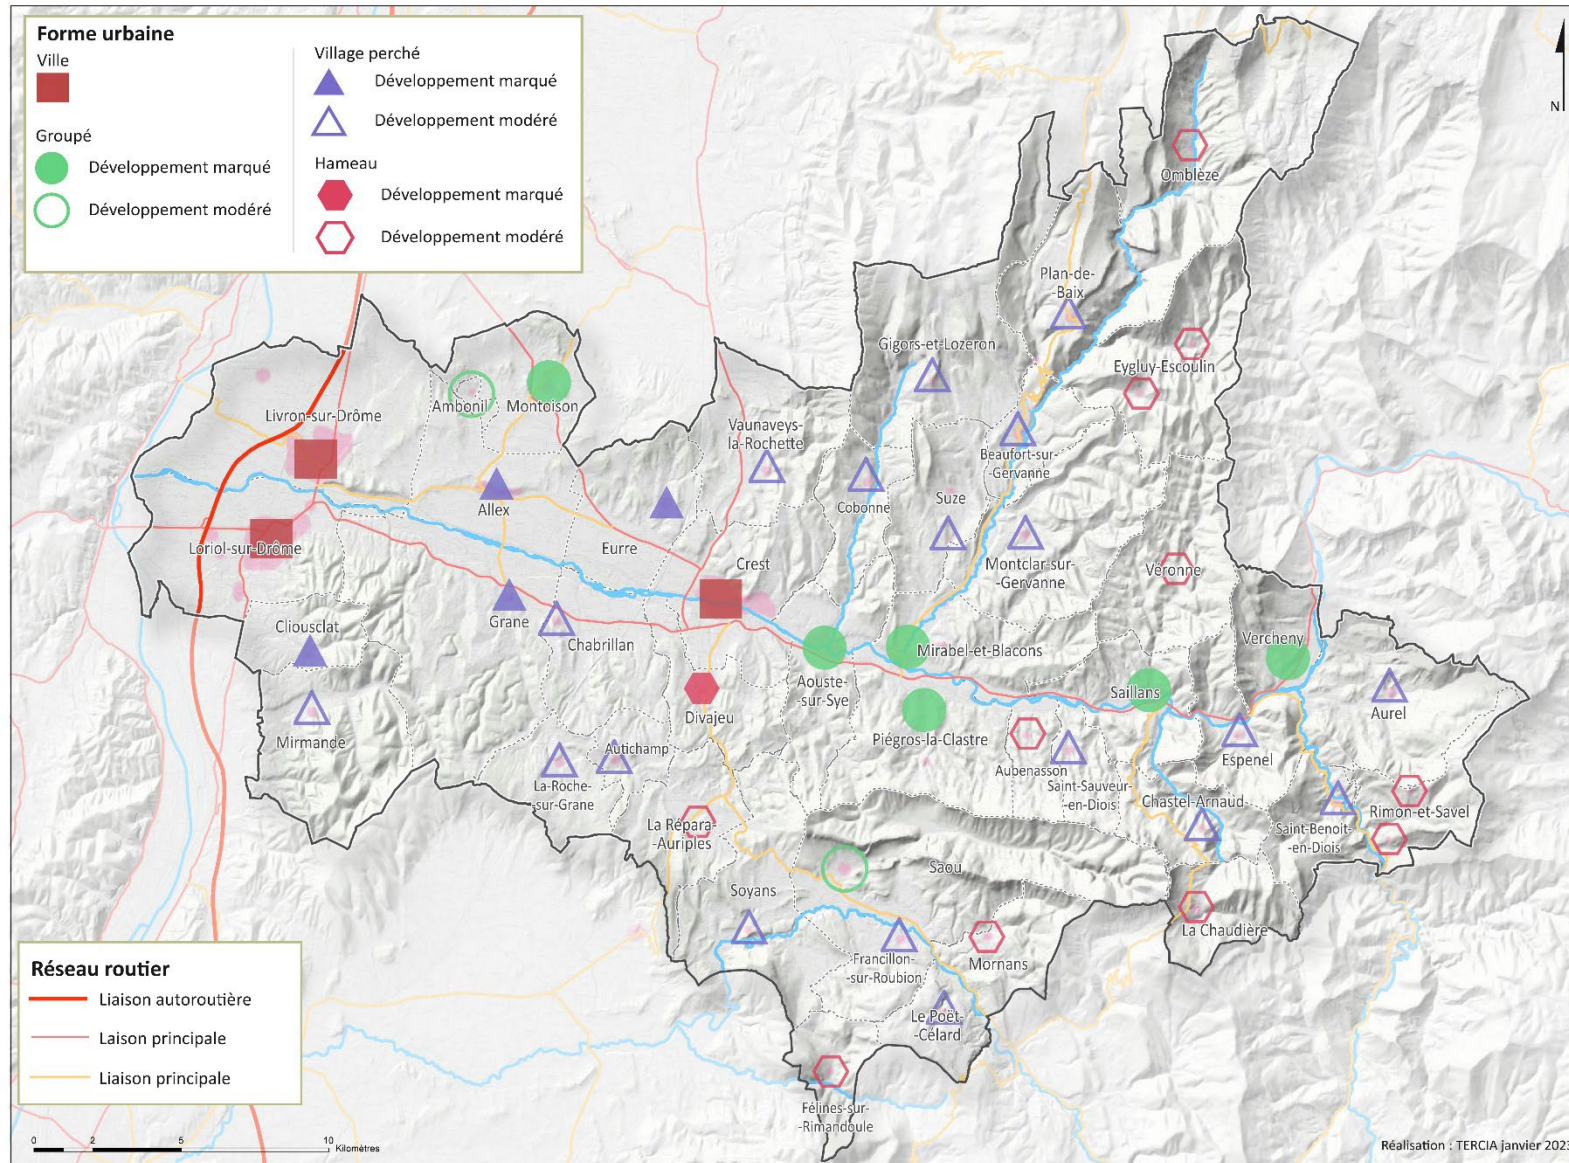 Forme urbaine
Ville
Groupé
Développement marqué
Développement modéré
Village perché
Développement marqué
Développement modéré
Hameau
Développement marqué
Développement modéré
N
Omblèze
Plan-de-
Baix
Gigors-et-Lozeron
Eygluy-Escoulin
Livron-sur-Drôme
Ambonil
Montoison
Vaunaveys-
la-Rochette
Beaufort-sur
-Gervanne
Cobonne
Suze
Allex
Loriol-sur-Drôme
Eurre
Crest
Montclar-sur-
-Gervanne
Véronne
Grane
Chabrillan
Cliousclat
Mirabel-et-Blacons
Vercheny
Aouste-
sur-Sye
Saillans
Divajeu
Aurel
Mirmande
Piégros-la-Clastre
Autichamp
Aubenasson
Espenel
La-Roche-
sur-Grane
Saint-Sauveur-
en-Diois
Chastel-Arnaud
Rimon-et-Savel
La Répara-
-Auriples
Saint-Benoit-
-en-Diois
Saou
Soyans
La Chaudière
Francillon-
-sur-Roubion
Mornans
Le Poët-
-Célard
Félines-sur-
-Rimandoule
Réseau routier
Liaison autoroutière
Laison principale
Liaison principale
0 2 5 10 Kilomètres
Réalisation : TERCIA janvier 2023